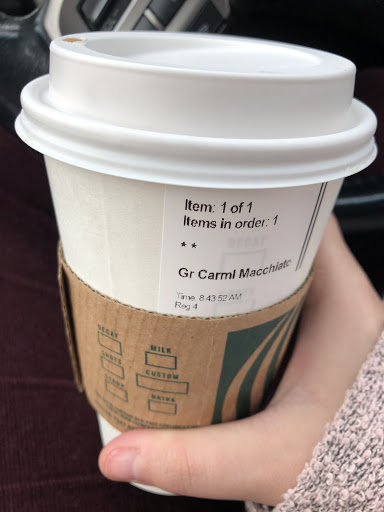 Item: 1 of 1
Items in order: 1
* *
Gr Carml Macchiato
Time: 8:43:52 AM
Reg:4
DECAY
DECAF
MILK
SHOTS
CUSTOM
SYRUP
DRINK